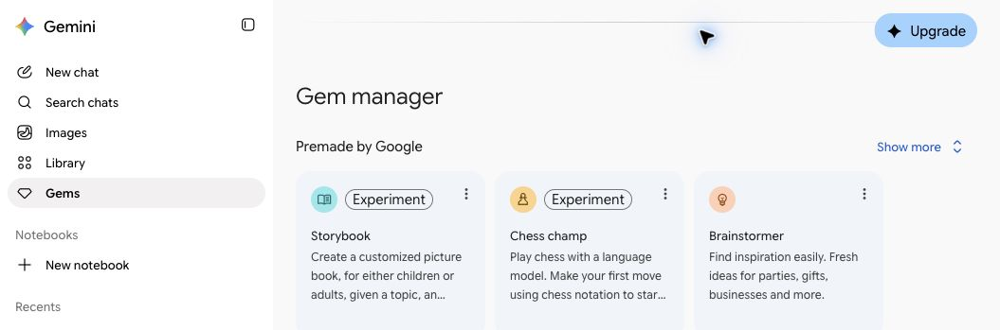 Gemini
Upgrade
New chat
Search chats
Images
Library
Gems
Notebooks
New notebook
Recents
Gem manager
Premade by Google
Show more
Experiment
Storybook
Create a customized picture
book, for either children or
adults, given a topic, an...
Experiment
Chess champ
Play chess with a language
model. Make your first move
using chess notation to star...
Brainstormer
Find inspiration easily. Fresh
ideas for parties, gifts,
businesses and more.